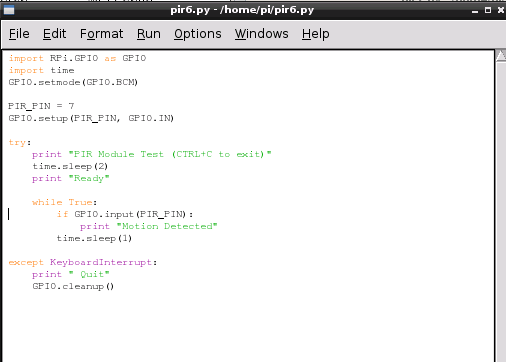 pir6.py - /home/pi/pir6.py
File Edit Format Run Options Windows Help
import RPi.GPIO as GPIO
import time
GPIO.setmode(GPIO.BCM)
PIR_PIN = 7
GPIO.setup(PIR_PIN, GPIO.IN)
try:
    print "PIR Module Test (CTRL+C to exit)"
    time.sleep(2)
    print "Ready"
    while True:
        if GPIO.input(PIR_PIN):
            print "Motion Detected"
        time.sleep(1)
except KeyboardInterrupt:
    print " Quit"
    GPIO.cleanup()